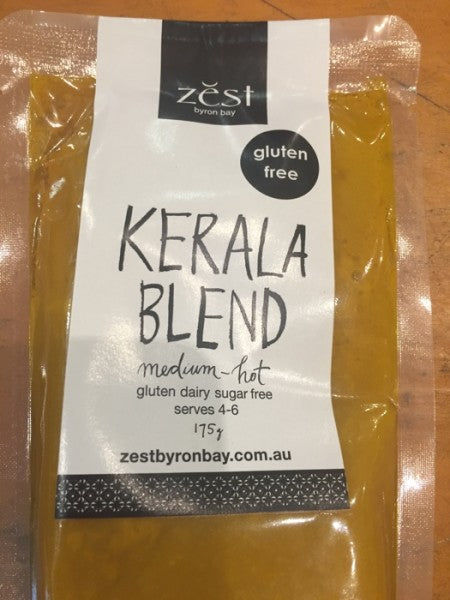 zĕst
byron bay
gluten
free
KERALA
BLEND
medium-hot
gluten dairy sugar free
serves 4-6
175g
zestbyronbay.com.au